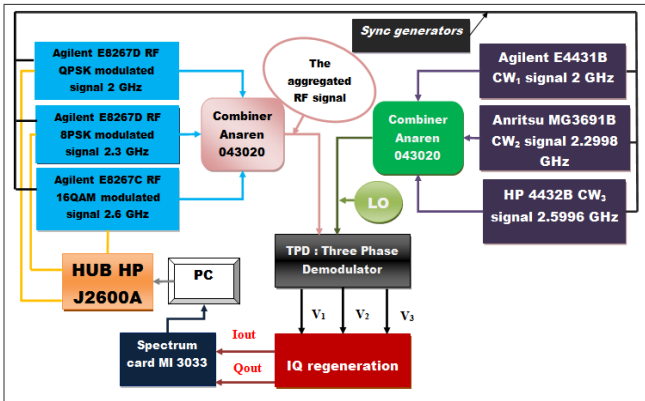 Sync generators
Agilent E8267D RF
QPSK modulated
signal 2 GHz
Agilent E8267D RF
8PSK modulated
signal 2.3 GHz
Agilent E8267C RF
16QAM modulated
signal 2.6 GHz
The
aggregated
RF signal
Combiner
Anaren
043020
Combiner
Anaren
043020
Agilent E4431B
CW1 signal 2 GHz
Anritsu MG3691B
CW2 signal 2.2998
GHz
HP 4432B CW3
signal 2.5996 GHz
LO
TPD : Three Phase
Demodulator
HUB HP
J2600A
PC
V1
V2
V3
Spectrum
card MI 3033
Iout
Qout
IQ regeneration